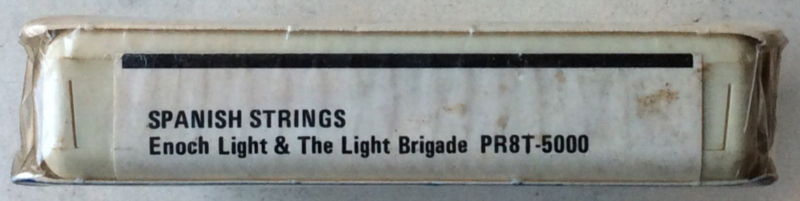 SPANISH STRINGS
Enoch Light & The Light Brigade PR8T-5000